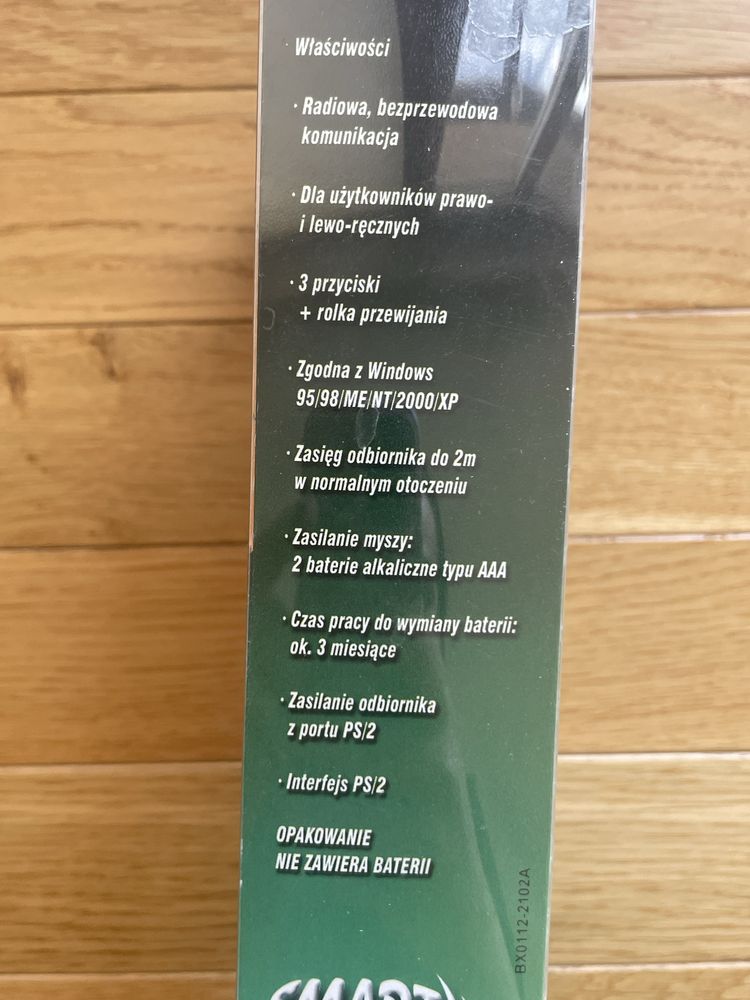 Właściwości
· Radiowa, bezprzewodowa
komunikacja
· Dla użytkowników prawo-
i lewo-ręcznych
· 3 przyciski
+ rolka przewijania
· Zgodna z Windows
95/98/ME/NT/2000/XP
· Zasięg odbiornika do 2m
w normalnym otoczeniu
· Zasilanie myszy:
2 baterie alkaliczne typu AAA
· Czas pracy do wymiany baterii:
ok. 3 miesiące
· Zasilanie odbiornika
z portu PS/2
· Interfejs PS/2
OPAKOWANIE
NIE ZAWIERA BATERII
BX0112-2102A
SMART